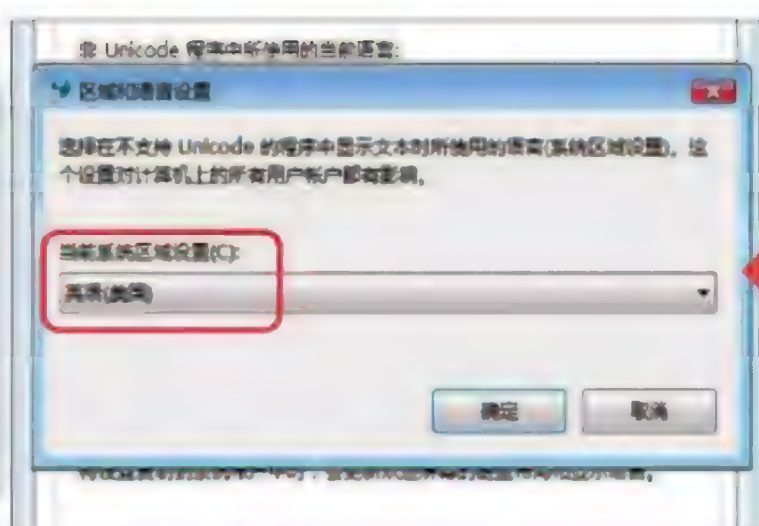 非 Unicode 程序中所使用的当前语言:
区域和语言设置
选择在不支持 Unicode 的程序中显示文本时所使用的语言(系统区域设置)。这
个设置对计算机上的所有用户帐户都有影响。
当前系统区域设置(C):
英语(美国)
确定
取消